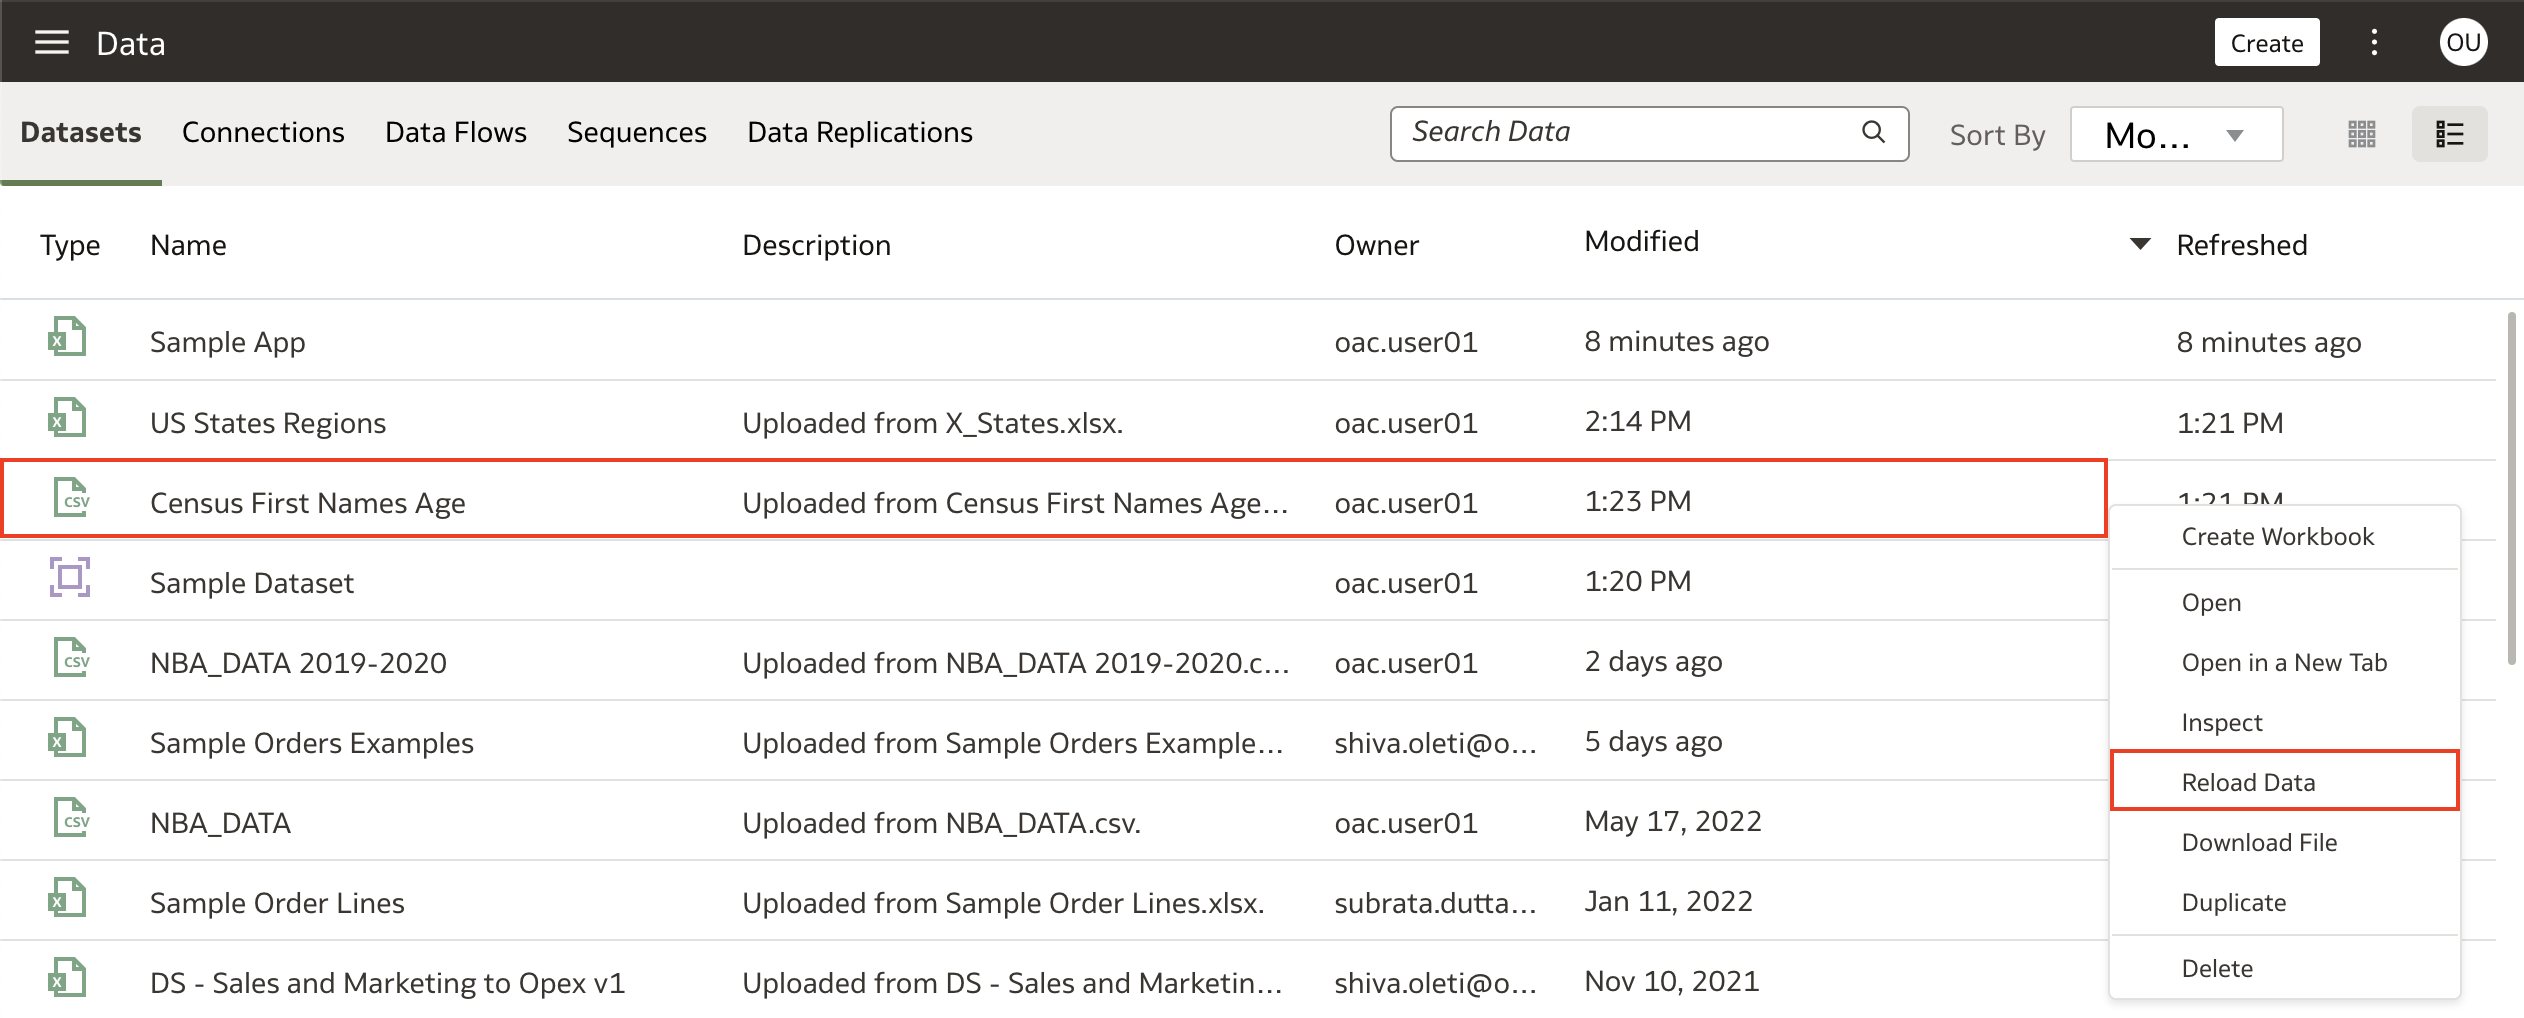 Data
Create
OU
Datasets Connections Data Flows Sequences Data Replications
Search Data
Sort By
Mo...
Type Name Description Owner Modified Refreshed
Sample App oac.user01 8 minutes ago 8 minutes ago
US States Regions Uploaded from X_States.xlsx. oac.user01 2:14 PM 1:21 PM
CSV Census First Names Age Uploaded from Census First Names Age... oac.user01 1:23 PM 1:21 PM
Sample Dataset oac.user01 1:20 PM
CSV NBA_DATA 2019-2020 Uploaded from NBA_DATA 2019-2020.c... oac.user01 2 days ago
Sample Orders Examples Uploaded from Sample Orders Example... shiva.oleti@o... 5 days ago
CSV NBA_DATA Uploaded from NBA_DATA.csv. oac.user01 May 17, 2022
Sample Order Lines Uploaded from Sample Order Lines.xlsx. subrata.dutta... Jan 11, 2022
DS - Sales and Marketing to Opex v1 Uploaded from DS - Sales and Marketin... shiva.oleti@o... Nov 10, 2021
Create Workbook
Open
Open in a New Tab
Inspect
Reload Data
Download File
Duplicate
Delete